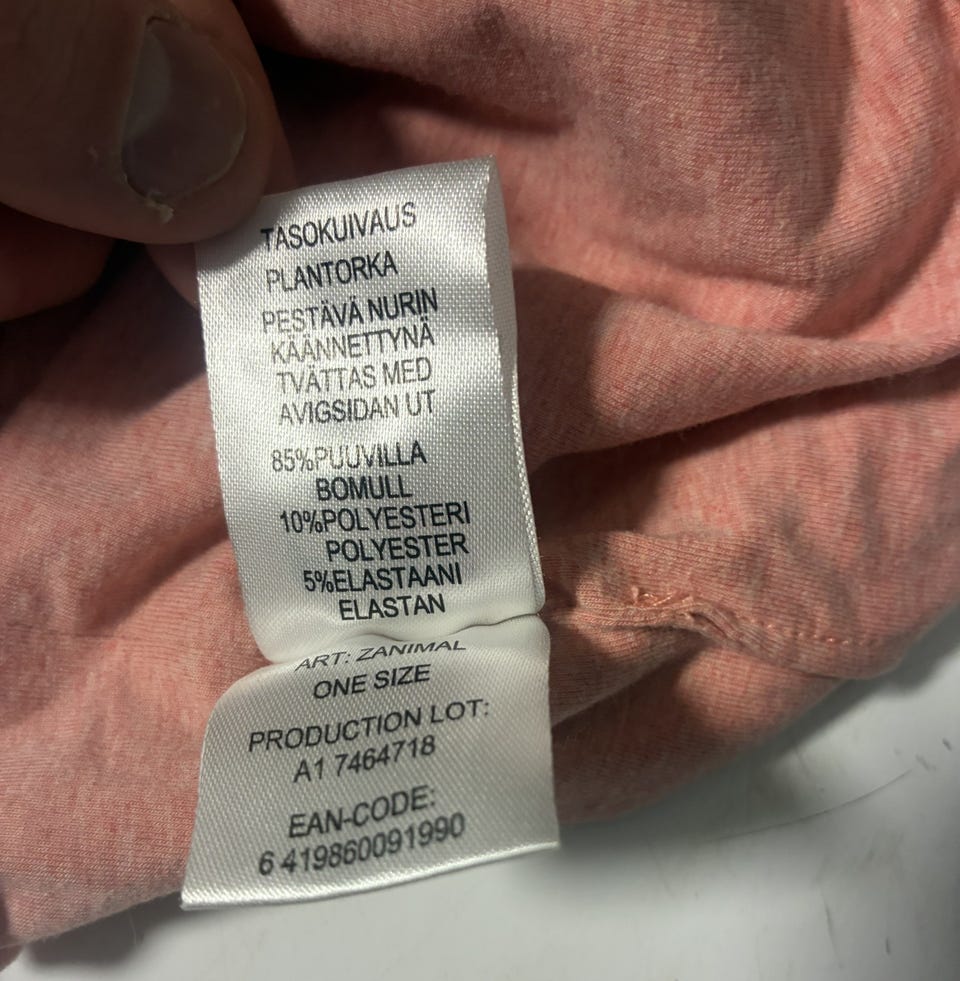 TASOKUIVAUS
PLANTORKA
PESTÄVÄ NURIN
KÄÄNNETTYNÄ
TVÄTTAS MED
AVIGSIDAN UT
85%PUUVILLA
BOMULL
10%POLYESTERI
POLYESTER
5%ELASTAANI
ELASTAN
ART: ZANIMAL
ONE SIZE
PRODUCTION LOT:
A1 7464718
EAN-CODE:
6 419860091990